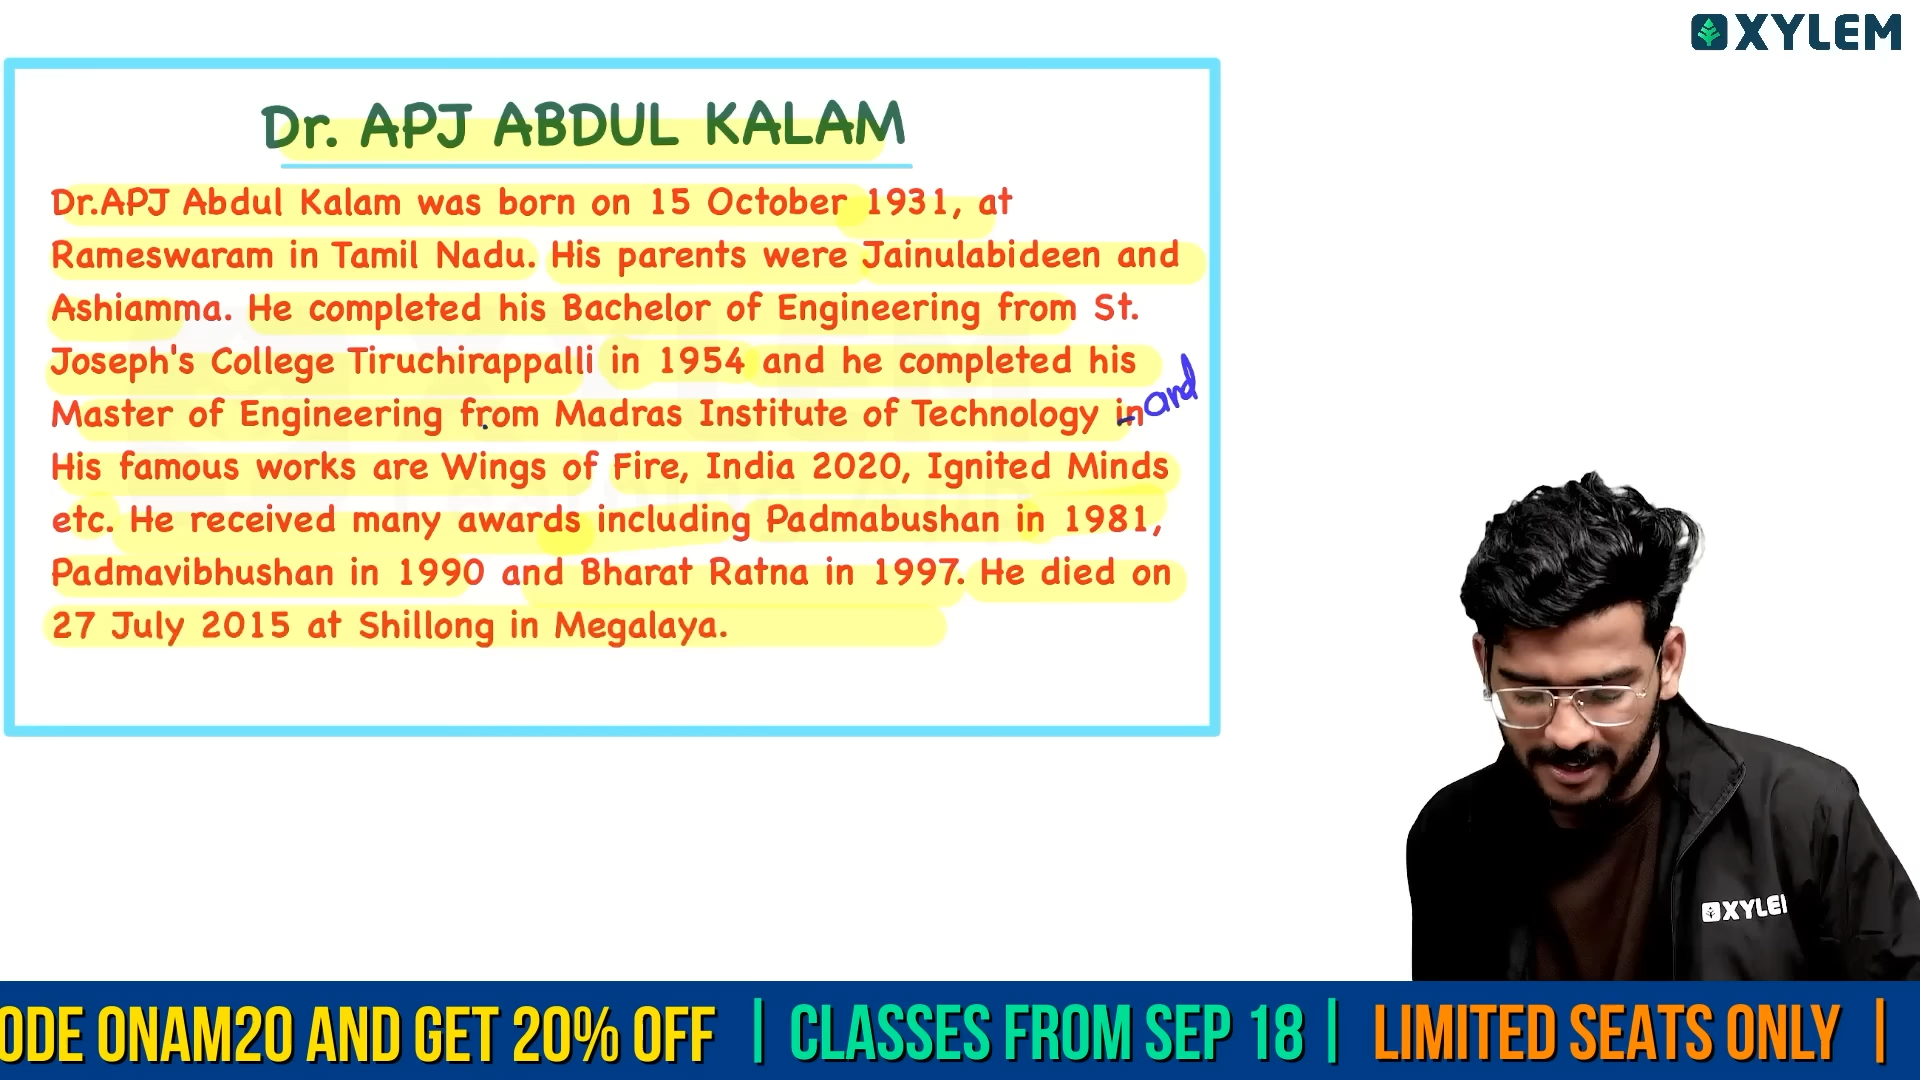 XYLEM
Dr. APJ ABDUL KALAM
Dr.APJ Abdul Kalam was born on 15 October 1931, at
Rameswaram in Tamil Nadu. His parents were Jainulabideen and
Ashiamma. He completed his Bachelor of Engineering from St.
Joseph's College Tiruchirappalli in 1954 and he completed his
Master of Engineering from Madras Institute of Technology in and
His famous works are Wings of Fire, India 2020, Ignited Minds
etc. He received many awards including Padmabushan in 1981,
Padmavibhushan in 1990 and Bharat Ratna in 1997. He died on
27 July 2015 at Shillong in Megalaya.
XYLE
ODE ONAM20 AND GET 20% OFF | CLASSES FROM SEP 18 | LIMITED SEATS ONLY |